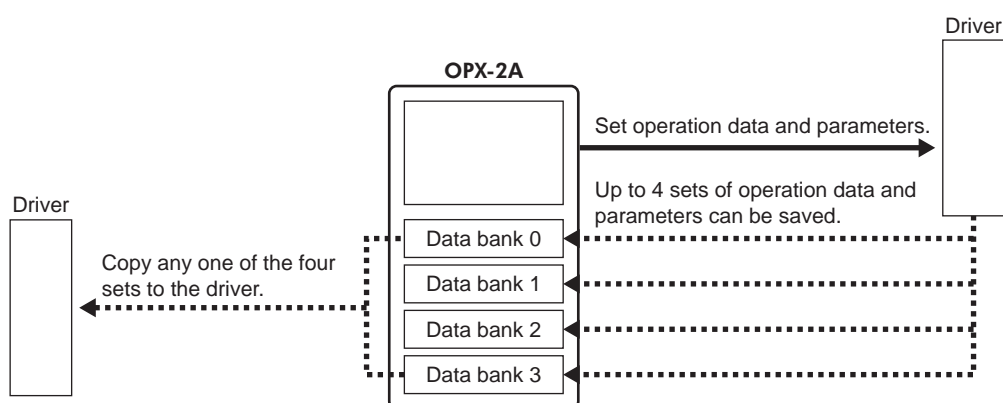 Driver
OPX-2A
Set operation data and parameters.
Up to 4 sets of operation data and
parameters can be saved.
Driver
Data bank 0
Copy any one of the four
sets to the driver.
Data bank 1
Data bank 2
Data bank 3